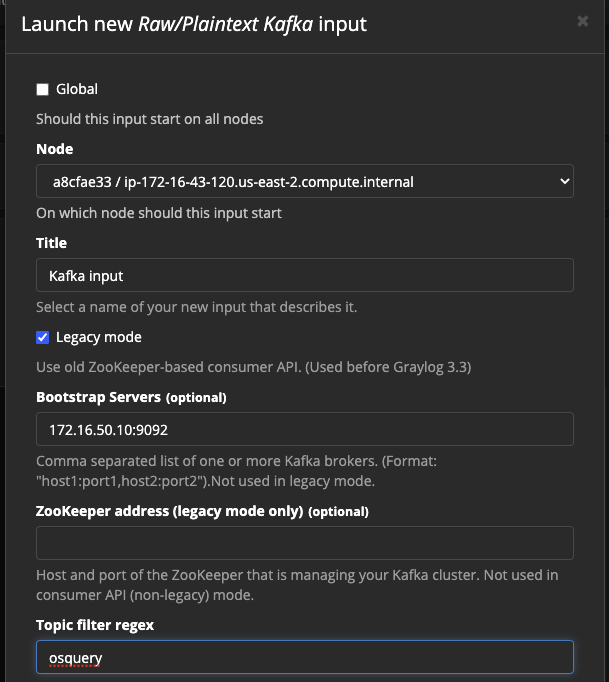 Launch new Raw/Plaintext Kafka input
Global
Should this input start on all nodes
Node
a8cfae33 / ip-172-16-43-120.us-east-2.compute.internal
On which node should this input start
Title
Kafka input
Select a name of your new input that describes it.
Legacy mode
Use old ZooKeeper-based consumer API. (Used before Graylog 3.3)
Bootstrap Servers (optional)
172.16.50.10:9092
Comma separated list of one or more Kafka brokers. (Format:
"host1:port1,host2:port2").Not used in legacy mode.
ZooKeeper address (legacy mode only) (optional)
Host and port of the ZooKeeper that is managing your Kafka cluster. Not used in
consumer API (non-legacy) mode.
Topic filter regex
osquery